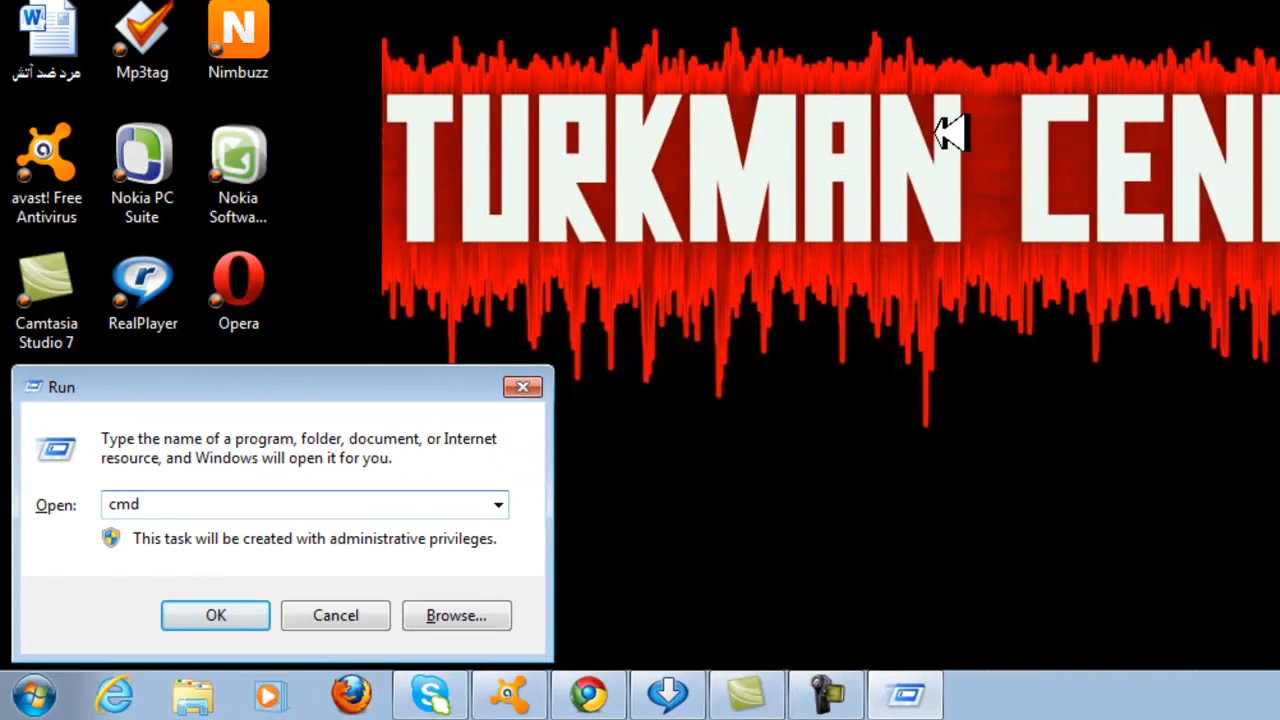 مرد ضد آتش
Mp3tag
Nimbuzz
TURKMAN CEN
avast! Free
Antivirus
Nokia PC
Suite
Nokia
Softwa...
Camtasia
Studio 7
RealPlayer
Opera
Run
Type the name of a program, folder, document, or Internet
resource, and Windows will open it for you.
Open:
cmd
This task will be created with administrative privileges.
OK
Cancel
Browse...